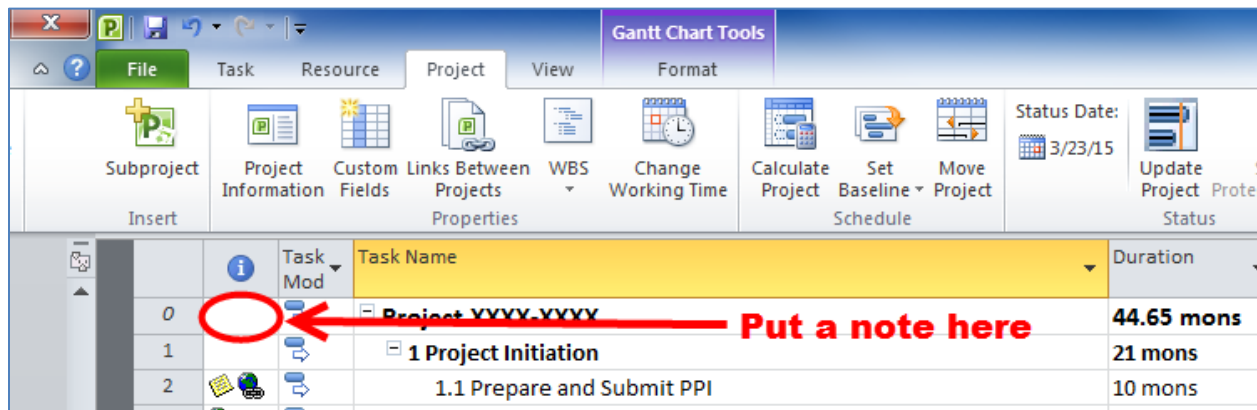 Gantt Chart Tools
File Task Resource Project View Format
Subproject
Project Information
Custom Fields
Links Between Projects
WBS
Change Working Time
Calculate Project
Set Baseline
Move Project
Status Date:
3/23/15
Update Project
Insert Properties Schedule Status
Task Mod Task Name Duration
0 Project XXXX-XXXX 44.65 mons
Put a note here
1 1 Project Initiation 21 mons
2 1.1 Prepare and Submit PPI 10 mons